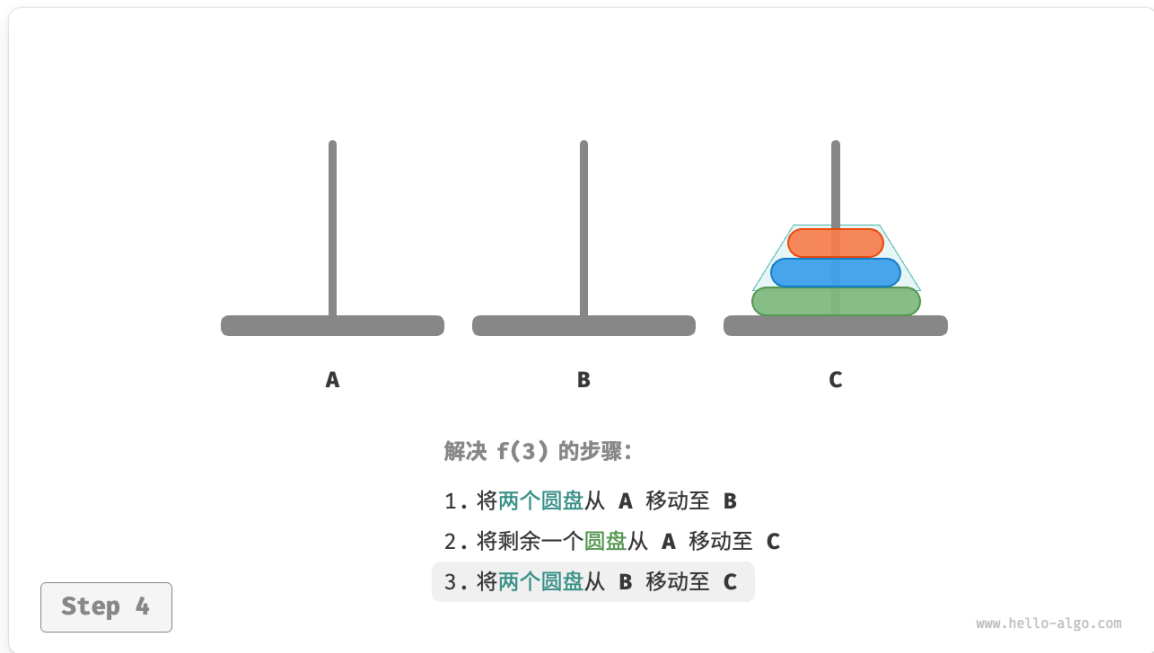 A
B
C
解决 f(3) 的步骤：
1. 将两个圆盘从 A 移动至 B
2. 将剩余一个圆盘从 A 移动至 C
3. 将两个圆盘从 B 移动至 C
Step 4
www.hello-algo.com